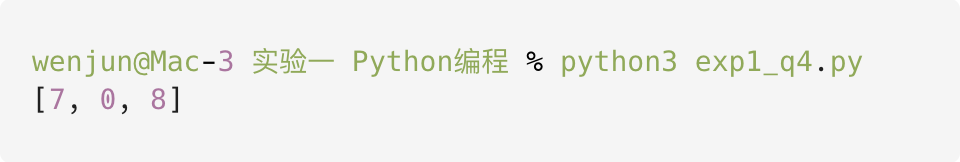 wenjun@Mac-3 实验一 Python编程 % python3 exp1_q4.py
[7, 0, 8]